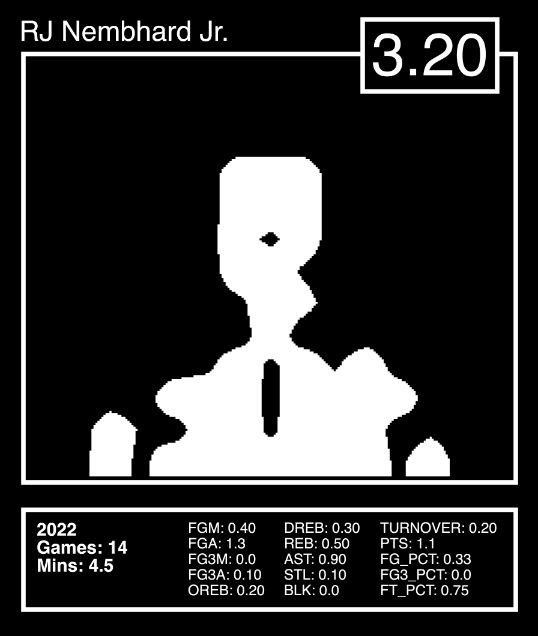 RJ Nembhard Jr.
3.20
2022
Games: 14
Mins: 4.5
FGM: 0.40
FGA: 1.3
FG3M: 0.0
FG3A: 0.10
OREB: 0.20
DREB: 0.30
REB: 0.50
AST: 0.90
STL: 0.10
BLK: 0.0
TURNOVER: 0.20
PTS: 1.1
FG_PCT: 0.33
FG3_PCT: 0.0
FT_PCT: 0.75